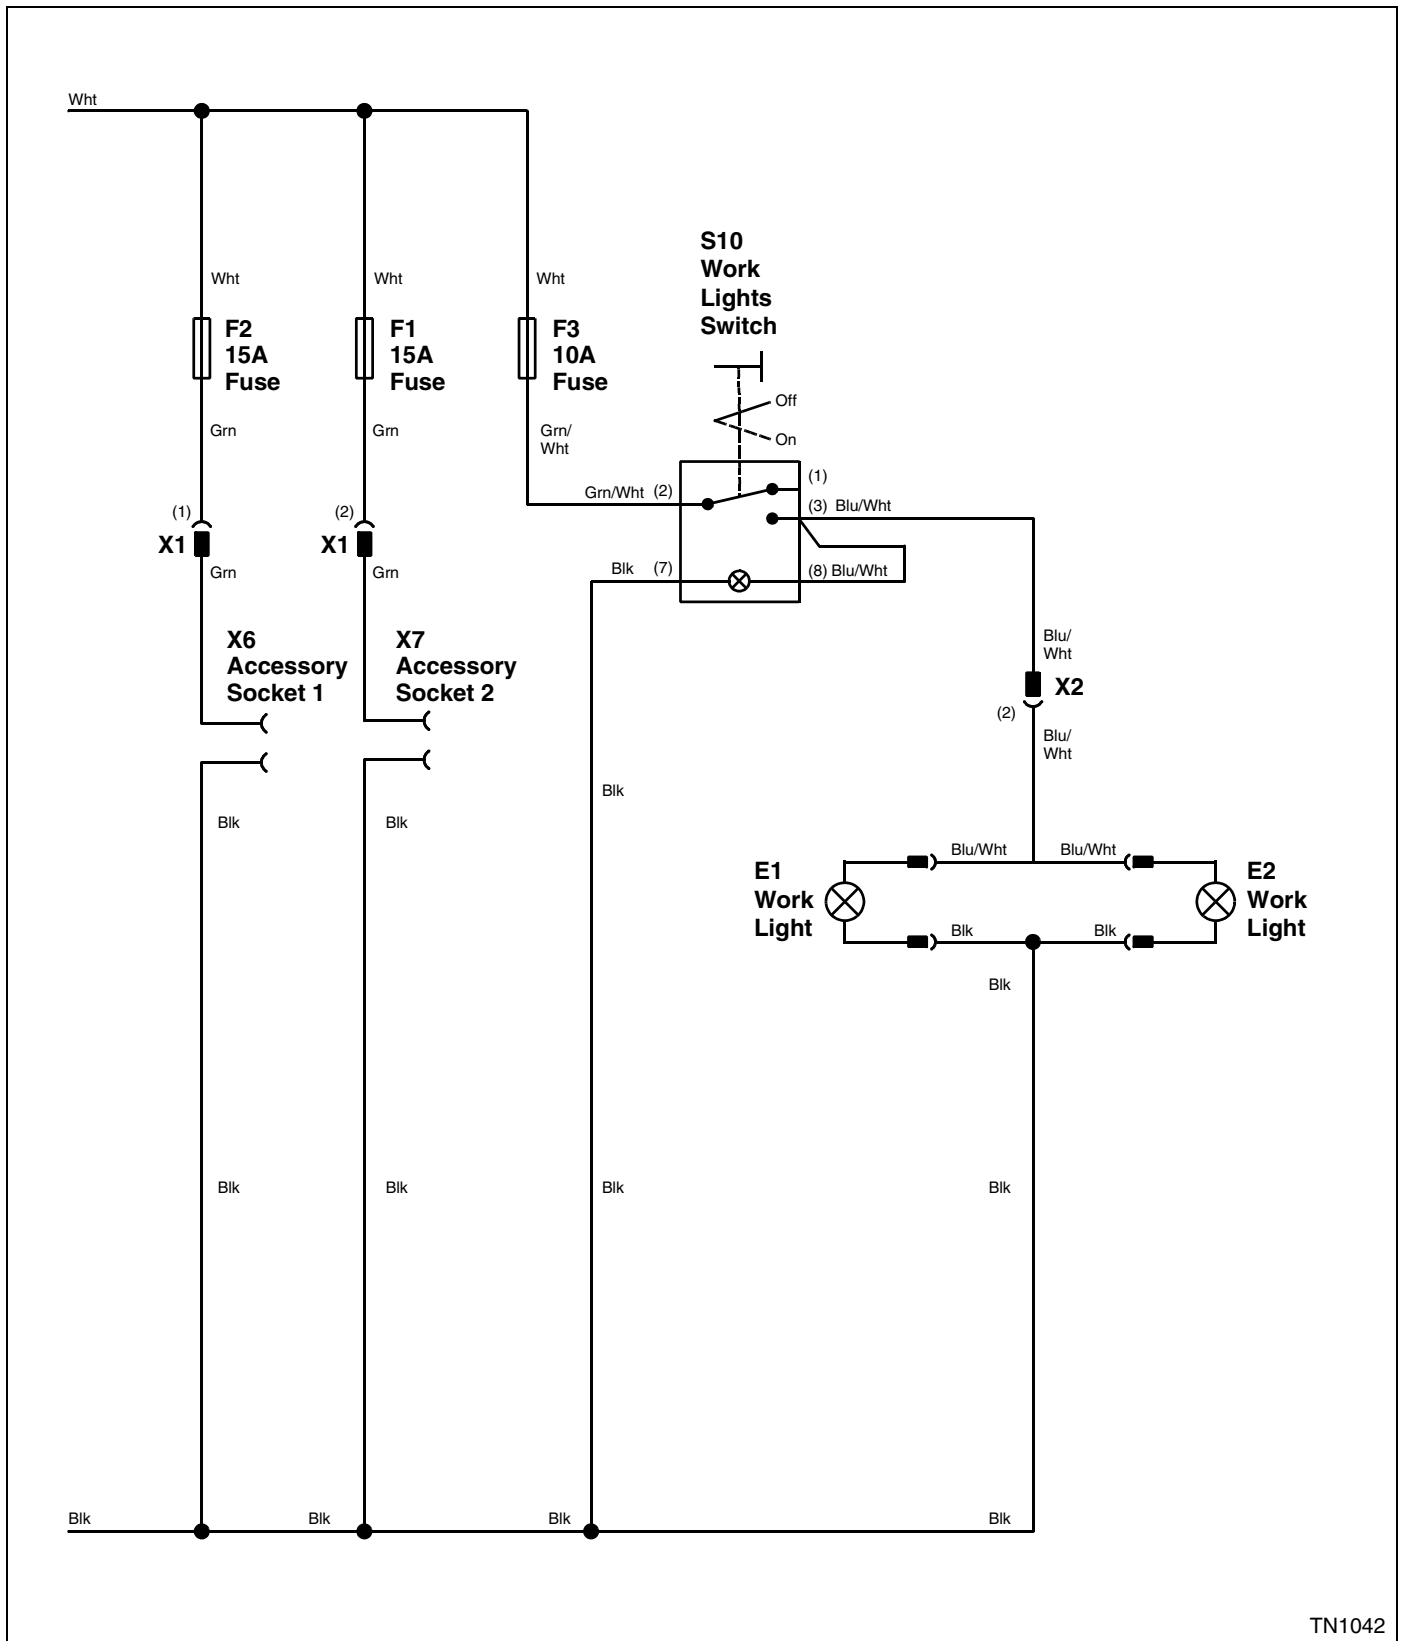 Wht
S10
Work
Lights
Switch
Wht
Wht
Wht
F2
15A
Fuse
F1
15A
Fuse
F3
10A
Fuse
Off
On
Grn
Grn
Grn/
Wht
(1)
(2)
Grn/Wht (2)
(1)
(3) Blu/Wht
X1
X1
Grn
Grn
Blk (7)
(8) Blu/Wht
X6
Accessory
Socket 1
X7
Accessory
Socket 2
Blu/
Wht
X2
(2)
Blu/
Wht
Blk
Blk
Blk
Blu/Wht
Blu/Wht
E1
Work
Light
E2
Work
Light
Blk
Blk
Blk
Blk
Blk
Blk
Blk
Blk
Blk
Blk
Blk
TN1042